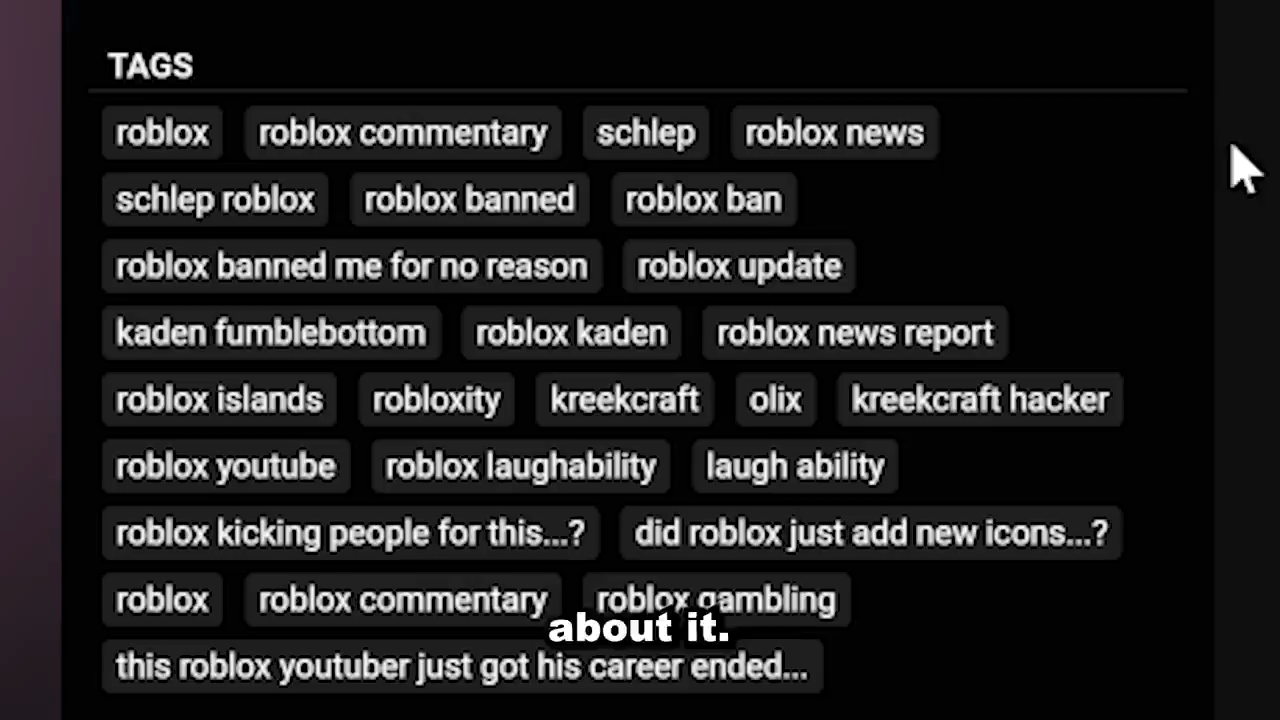 TAGS
roblox roblox commentary schlep roblox news
schlep roblox roblox banned roblox ban
roblox banned me for no reason roblox update
kaden fumblebottom roblox kaden roblox news report
roblox islands robloxity kreekcraft olix kreekcraft hacker
roblox youtube roblox laughability laugh ability
roblox kicking people for this...? did roblox just add new icons...?
roblox roblox commentary roblox gambling
about it.
this roblox youtuber just got his career ended...